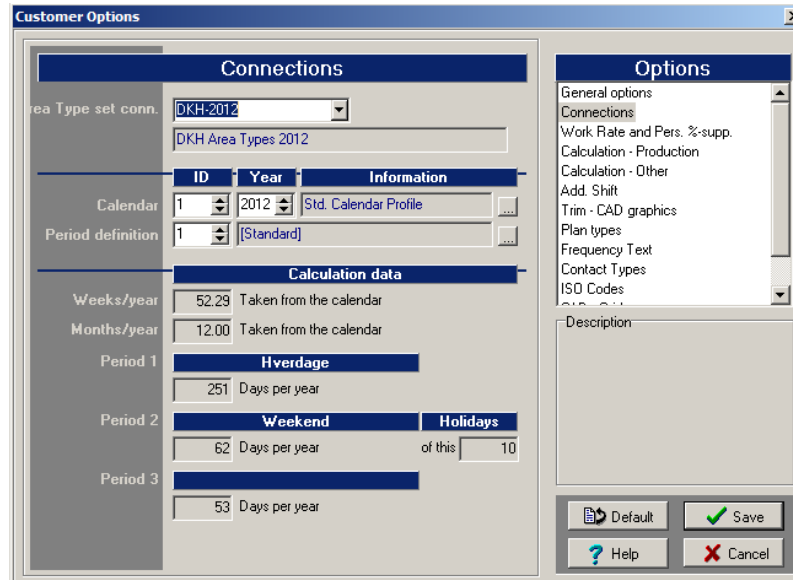 Customer Options
Connections
rea Type set conn. DKH-2012
DKH Area Types 2012
ID Year Information
Calendar 1 2012 Std. Calendar Profile ...
Period definition 1 [Standard] ...
Calculation data
Weeks/year 52.29 Taken from the calendar
Months/year 12.00 Taken from the calendar
Period 1 Hverdage
251 Days per year
Period 2 Weekend Holidays
62 Days per year of this 10
Period 3
53 Days per year
Options
General options
Connections
Work Rate and Pers. %-supp.
Calculation - Production
Calculation - Other
Add. Shift
Trim - CAD graphics
Plan types
Frequency Text
Contact Types
ISO Codes
Description
Default Save
Help Cancel